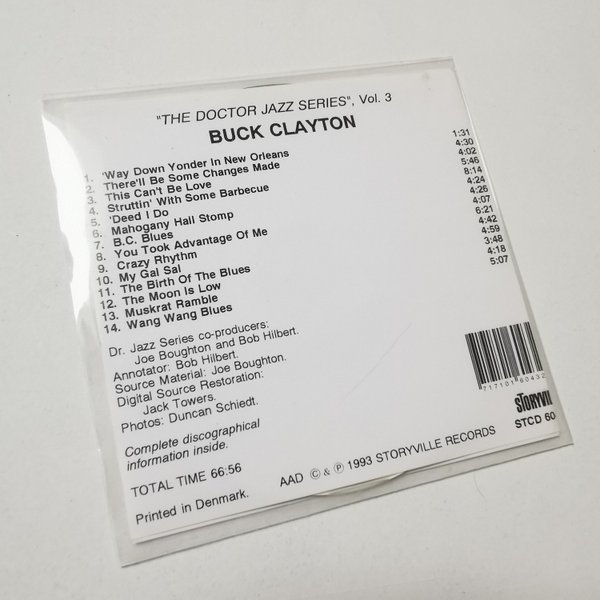 "THE DOCTOR JAZZ SERIES", Vol. 3
BUCK CLAYTON
1. 'Way Down Yonder In New Orleans 1:31
2. There'll Be Some Changes Made 4:30
3. This Can't Be Love 4:02
4. Struttin' With Some Barbecue 5:46
5. 'Deed I Do 8:14
6. Mahogany Hall Stomp 4:24
7. B.C. Blues 4:26
8. You Took Advantage Of Me 4:07
9. Crazy Rhythm 6:21
10. My Gal Sal 4:42
11. The Birth Of The Blues 4:59
12. The Moon Is Low 3:48
13. Muskrat Ramble 4:18
14. Wang Wang Blues 5:07
Dr. Jazz Series co-producers:
Joe Boughton and Bob Hilbert.
Annotator: Bob Hilbert.
Source Material: Joe Boughton.
Digital Source Restoration:
Jack Towers.
Photos: Duncan Schiedt.
Complete discographical
information inside.
TOTAL TIME 66:56
AAD © & ℗ 1993 STORYVILLE RECORDS
Printed in Denmark.
7 17101 60432
STORYVIL
STCD 60